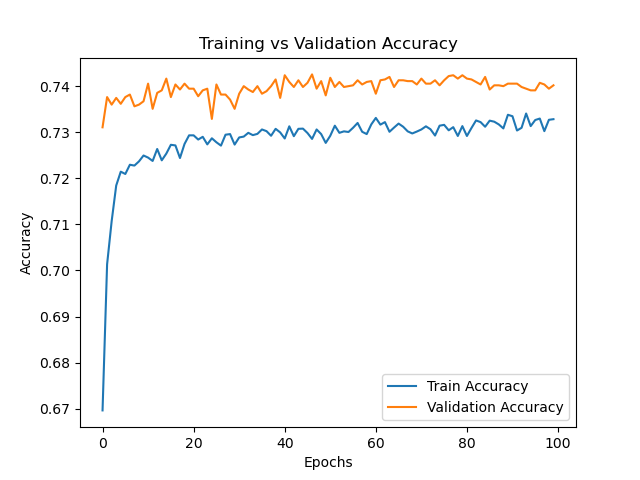 Training vs Validation Accuracy
0.74
0.73
0.72
0.71
0.70
0.69
0.68
0.67
Accuracy
0 20 40 60 80 100
Epochs
Train Accuracy
Validation Accuracy